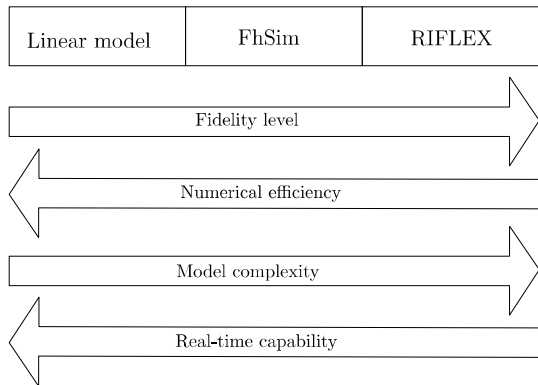 Linear model FhSim RIFLEX
Fidelity level
Numerical efficiency
Model complexity
Real-time capability